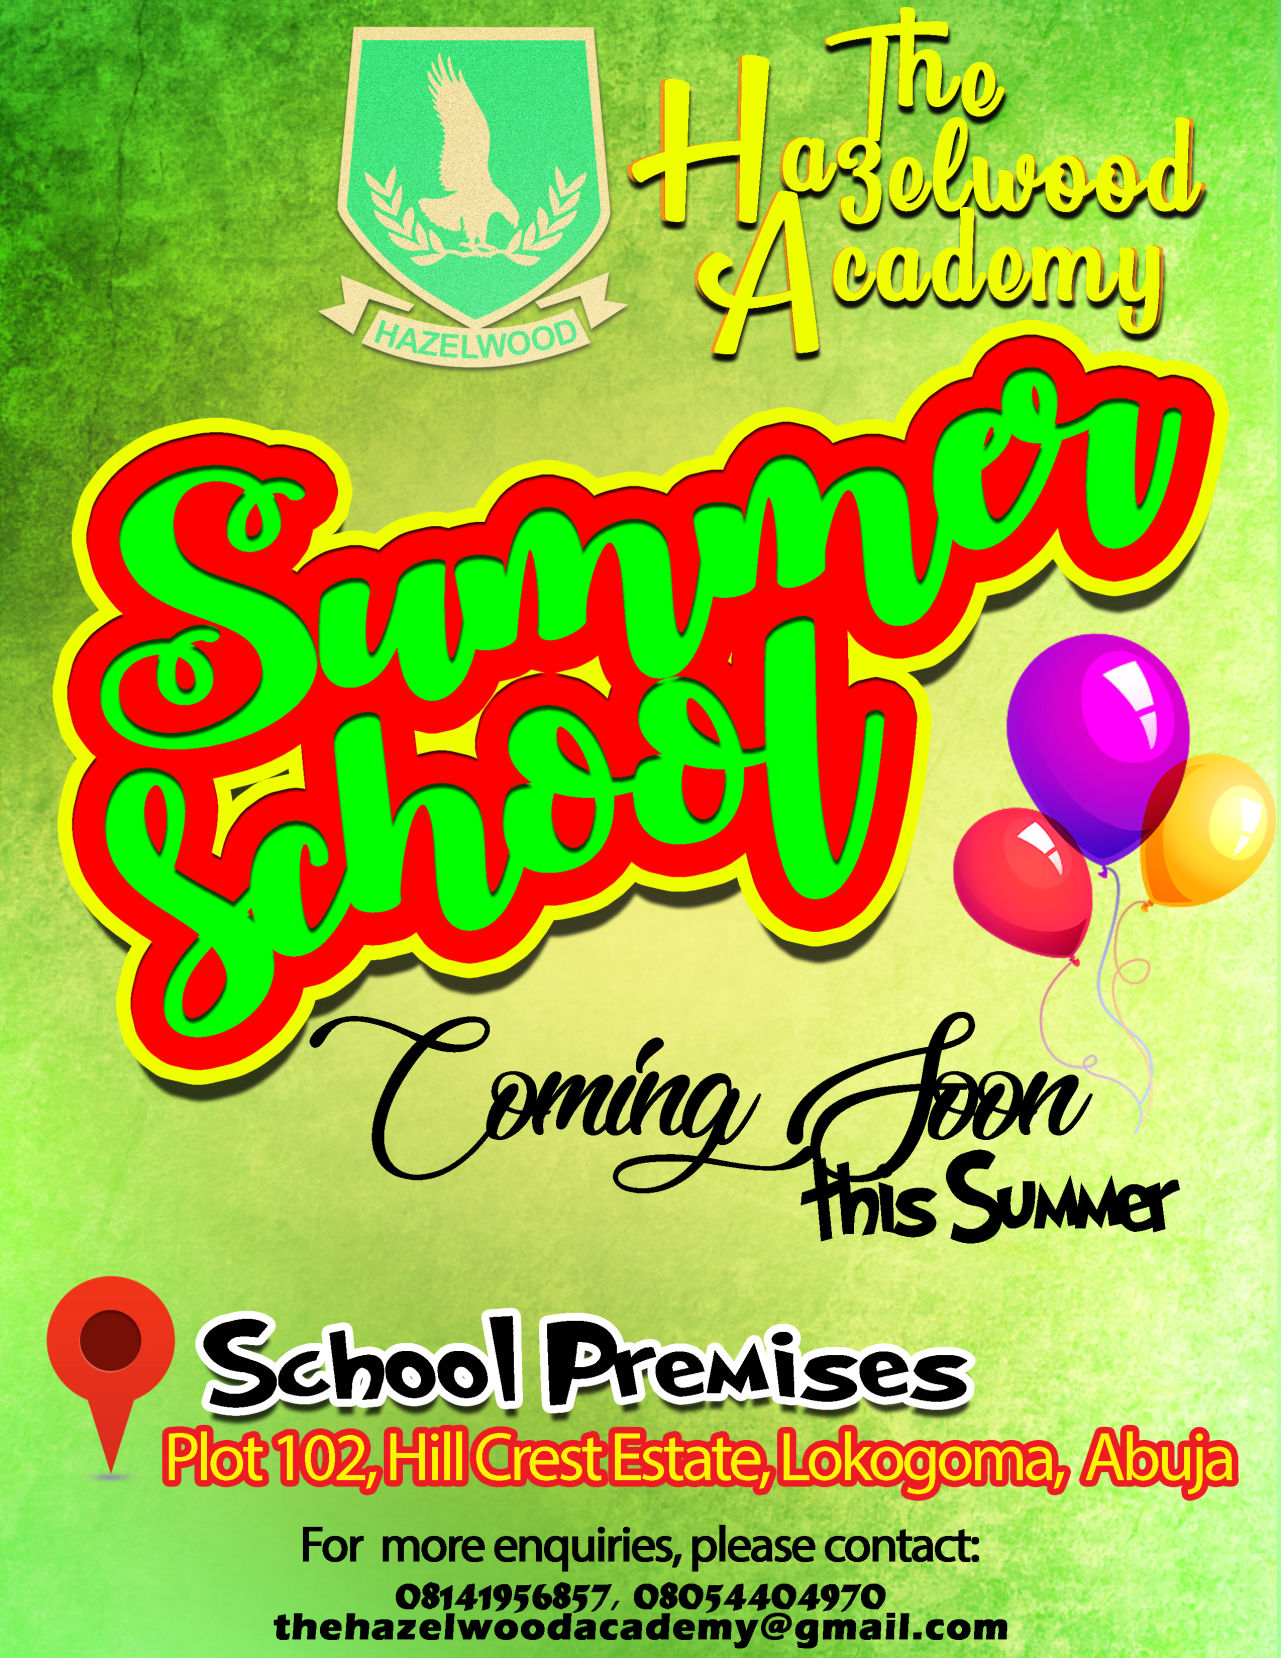 The
Hazelwood
Academy
HAZELWOOD
Summer
School
Coming Soon
this Summer
School Premises
Plot 102, Hill Crest Estate, Lokogoma, Abuja
For more enquiries, please contact:
08141956857, 08054404970
thehazelwoodacademy@gmail.com